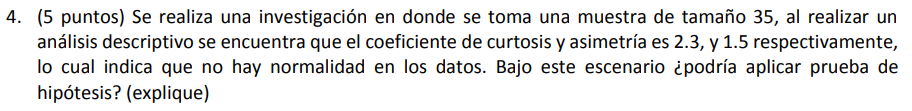 4. (5 puntos) Se realiza una investigación en donde se toma una muestra de tamaño 35, al realizar un
análisis descriptivo se encuentra que el coeficiente de curtosis y asimetría es 2.3, y 1.5 respectivamente,
lo cual indica que no hay normalidad en los datos. Bajo este escenario ¿podría aplicar prueba de
hipótesis? (explique)